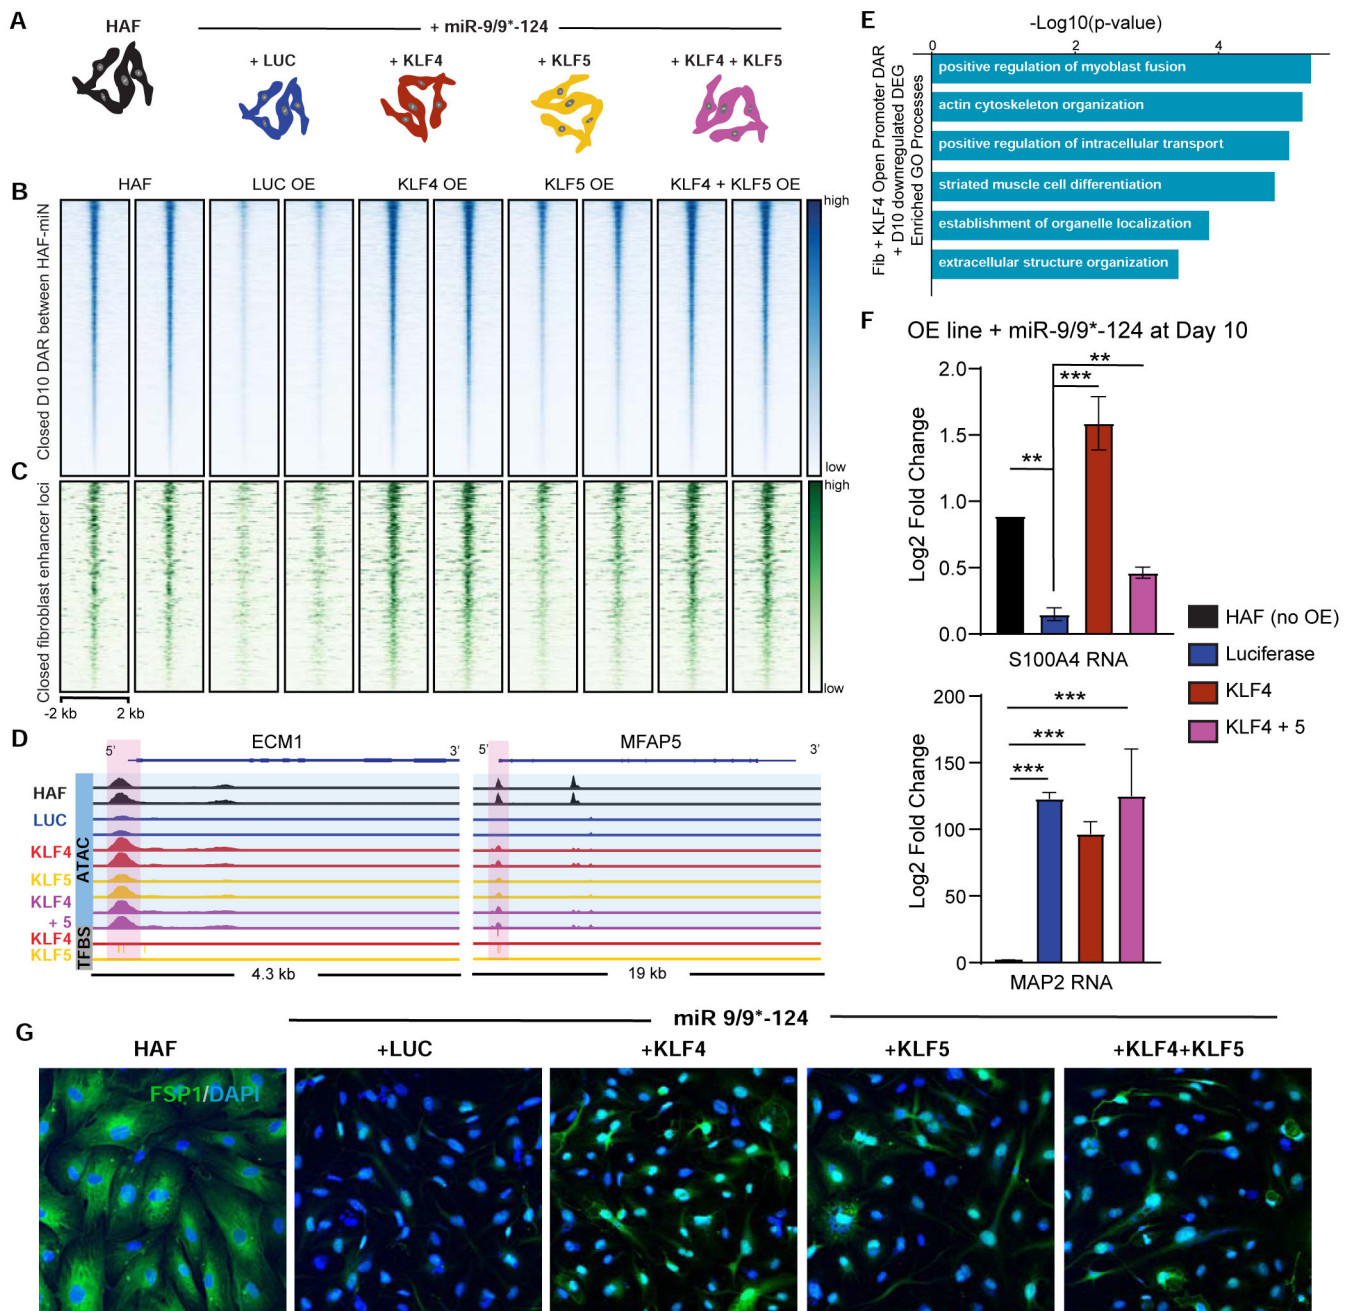 A
HAF
+ miR-9/9*-124
+ LUC
+ KLF4
+ KLF5
+ KLF4 + KLF5
B
HAF
LUC OE
KLF4 OE
KLF5 OE
KLF4 + KLF5 OE
Closed D10 DAR between HAF-miN
high
low
C
Closed fibroblast enhancer loci
high
low
-2 kb
2 kb
D
5'
ECM1
3'
5'
MFAP5
3'
ATAC
TFBS
HAF
LUC
KLF4
KLF5
KLF4
+ 5
KLF4
KLF5
4.3 kb
19 kb
E
-Log10(p-value)
0
2
4
Fib + KLF4 Open Promoter DAR
+ D10 downregulated DEG
Enriched GO Processes
positive regulation of myoblast fusion
actin cytoskeleton organization
positive regulation of intracellular transport
striated muscle cell differentiation
establishment of organelle localization
extracellular structure organization
F
OE line + miR-9/9*-124 at Day 10
Log2 Fold Change
2.0
1.5
1.0
0.5
0.0
**
***
**
S100A4 RNA
HAF (no OE)
Luciferase
KLF4
KLF4 + 5
Log2 Fold Change
200
150
100
50
0
***
***
***
MAP2 RNA
G
miR 9/9*-124
HAF
+LUC
+KLF4
+KLF5
+KLF4+KLF5
FSP1/DAPI